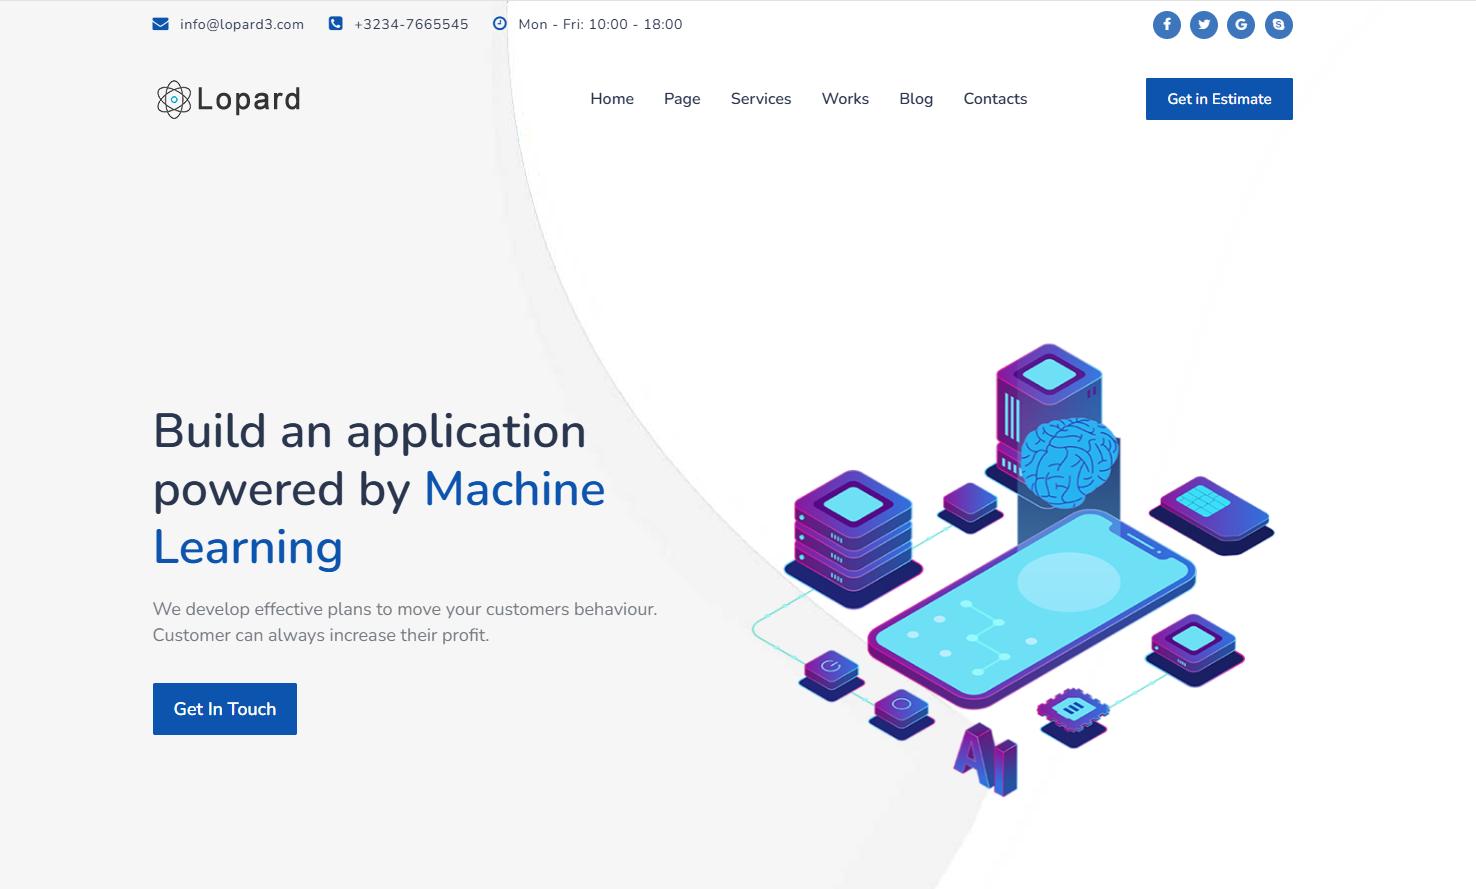 info@lopard3.com +3234-7665545 Mon - Fri: 10:00 - 18:00
Lopard
Home Page Services Works Blog Contacts
Get in Estimate
Build an application
powered by Machine
Learning
We develop effective plans to move your customers behaviour.
Customer can always increase their profit.
Get In Touch
AI